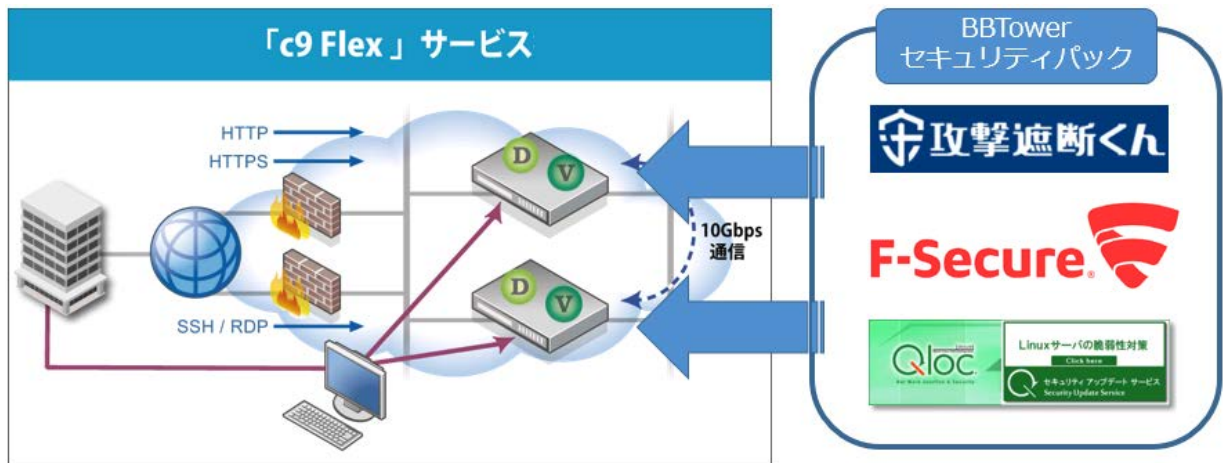 「c9 Flex 」サービス
HTTP
HTTPS
SSH / RDP
D
V
D
V
10Gbps
通信
BBTower
セキュリティパック
攻撃遮断くん
F-Secure®
Qloc
Linuxサーバの脆弱性対策
Click here
セキュリティ アップデート サービス
Security Update Service